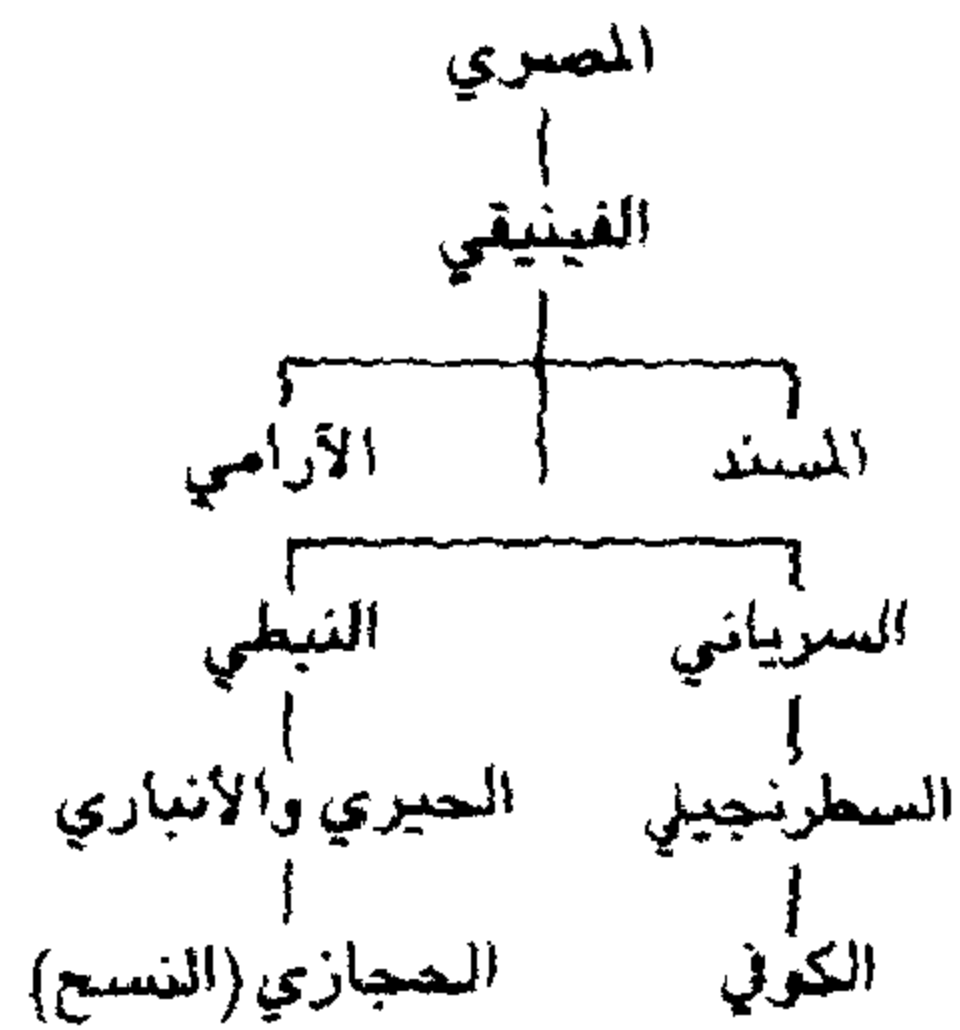 المصري
الفينيقي
المسند الآرامي
السرياني النبطي
السطرنجيلي الحيري والأنباري
الكوفي الحجازي (النسخ)